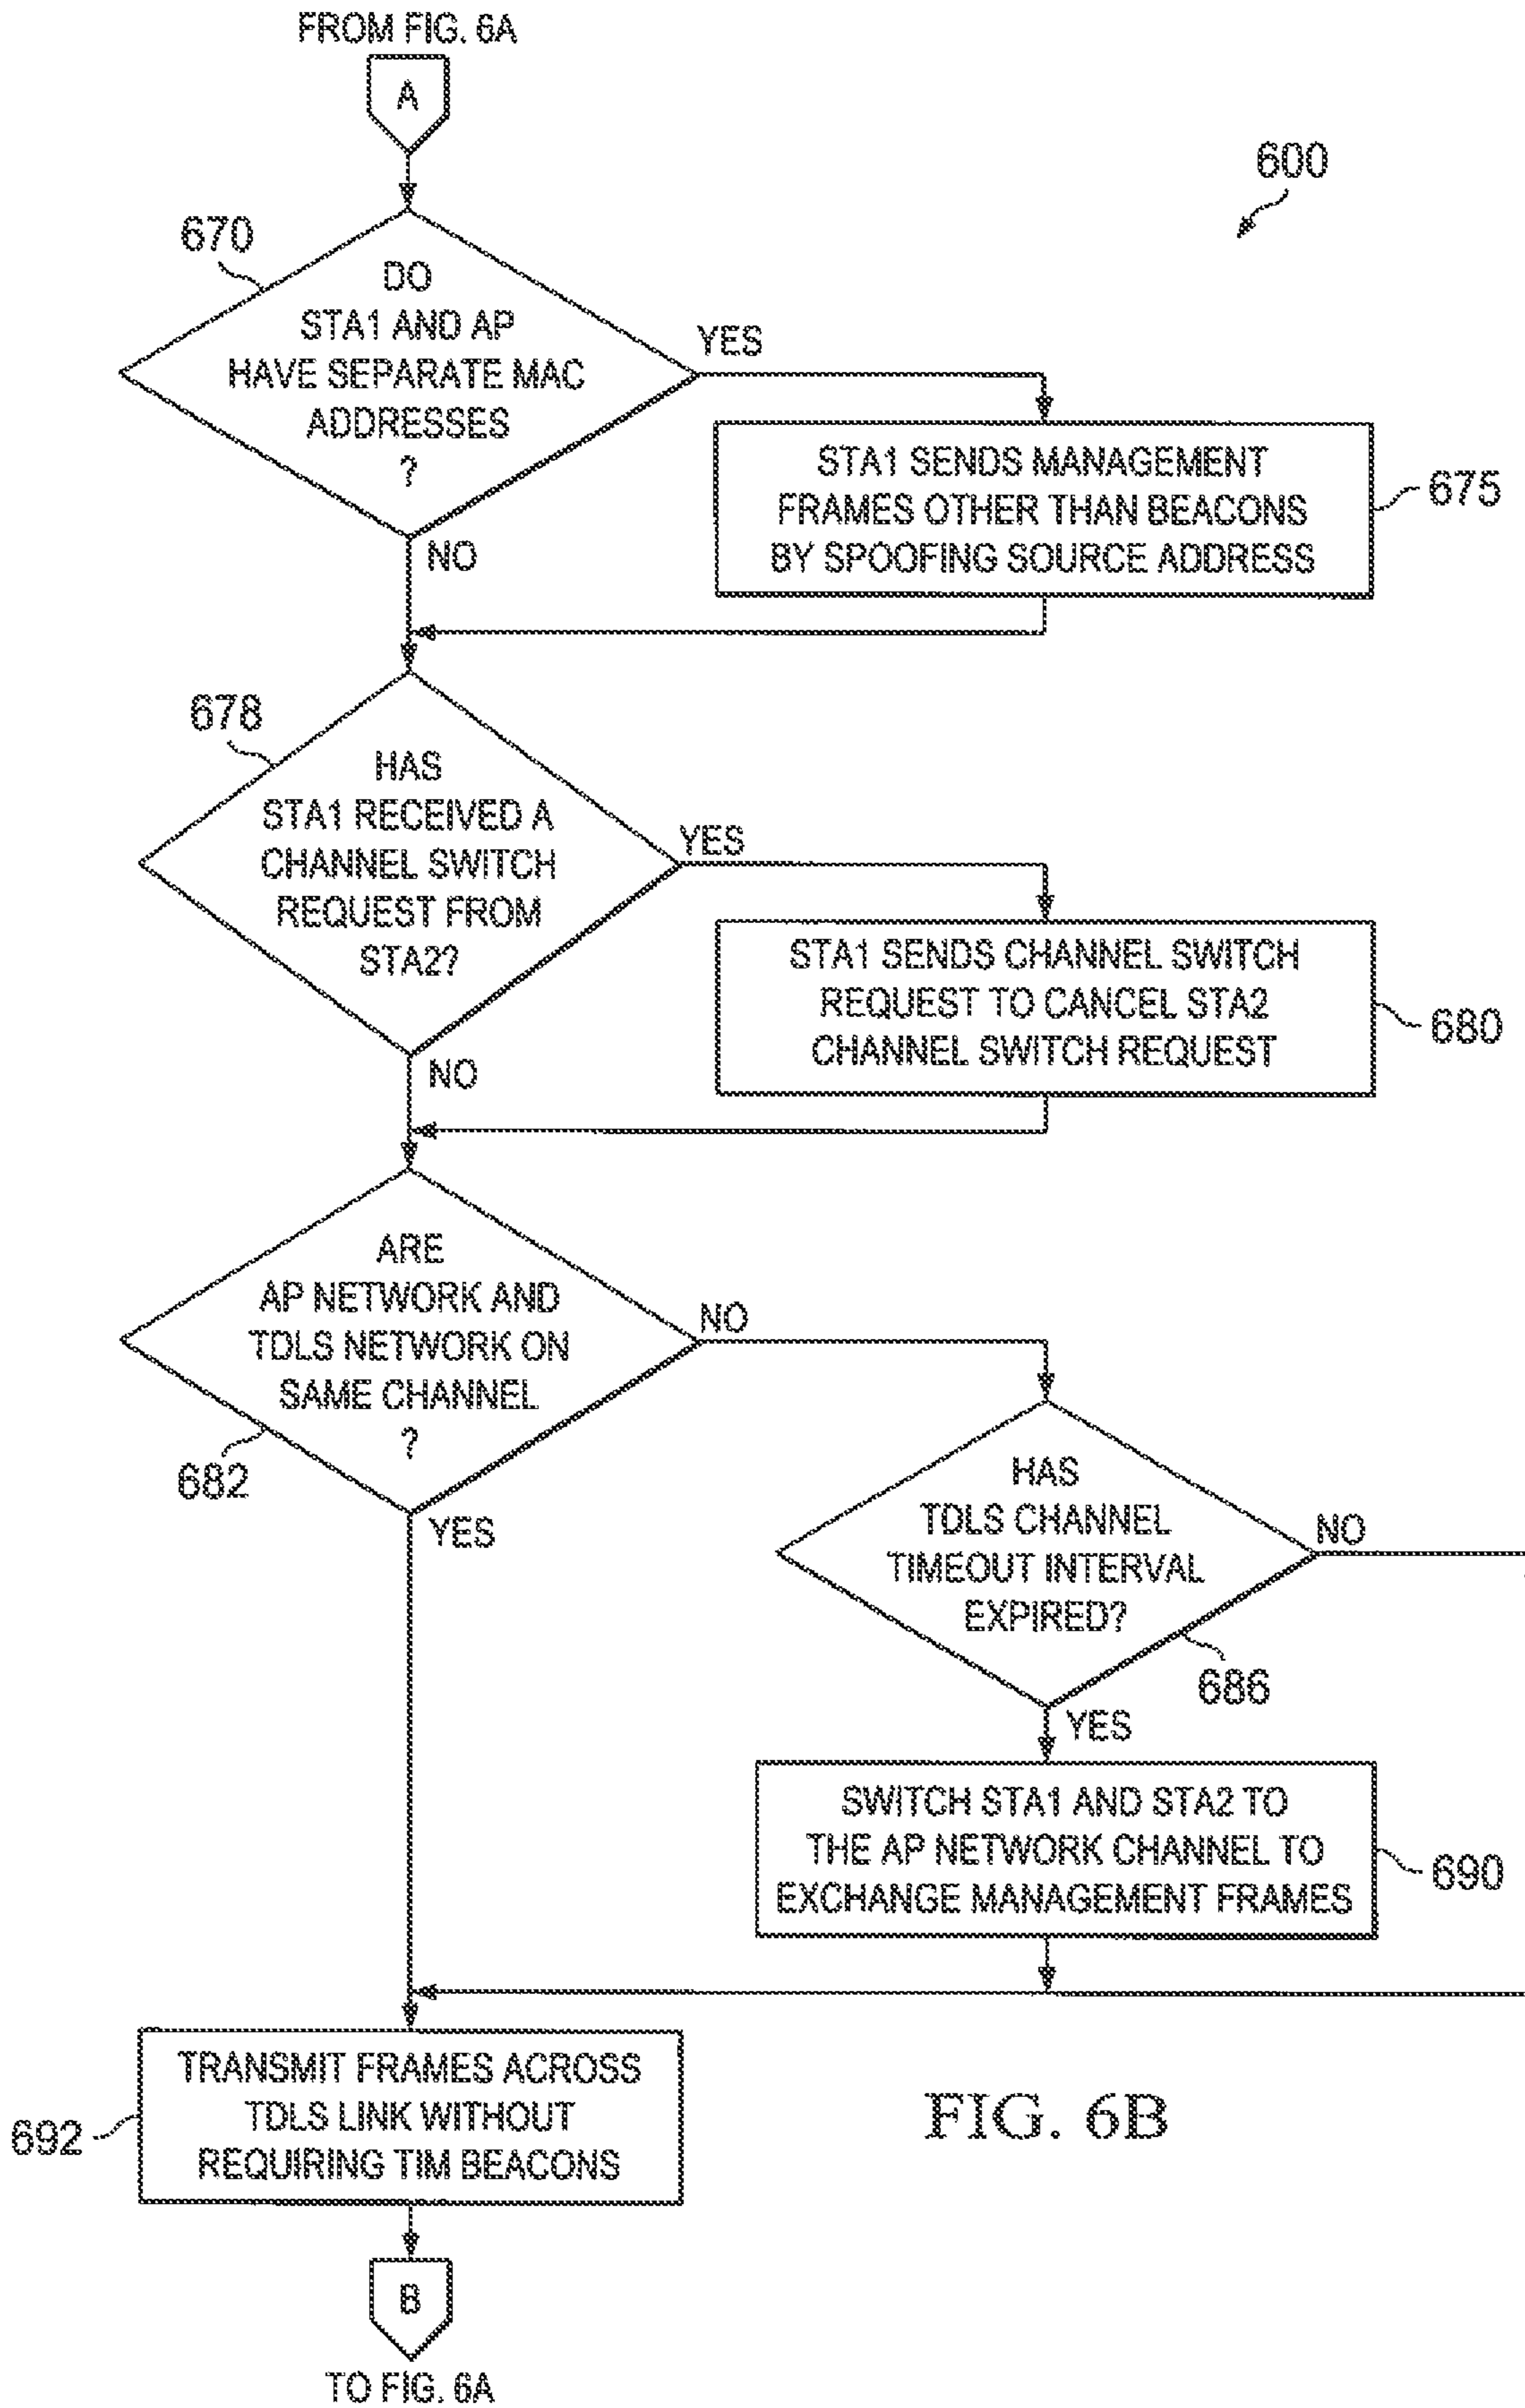 FROM FIG. 6A
A
600
670
DO
STA1 AND AP
HAVE SEPARATE MAC
ADDRESSES
?
YES
NO
STA1 SENDS MANAGEMENT
FRAMES OTHER THAN BEACONS
BY SPOOFING SOURCE ADDRESS
675
678
HAS
STA1 RECEIVED A
CHANNEL SWITCH
REQUEST FROM
STA2?
YES
NO
STA1 SENDS CHANNEL SWITCH
REQUEST TO CANCEL STA2
CHANNEL SWITCH REQUEST
680
ARE
AP NETWORK AND
TDLS NETWORK ON
SAME CHANNEL
?
682
NO
YES
HAS
TDLS CHANNEL
TIMEOUT INTERVAL
EXPIRED?
NO
686
YES
SWITCH STA1 AND STA2 TO
THE AP NETWORK CHANNEL TO
EXCHANGE MANAGEMENT FRAMES
690
TRANSMIT FRAMES ACROSS
TDLS LINK WITHOUT
REQUIRING TIM BEACONS
692
FIG. 6B
B
TO FIG. 6A